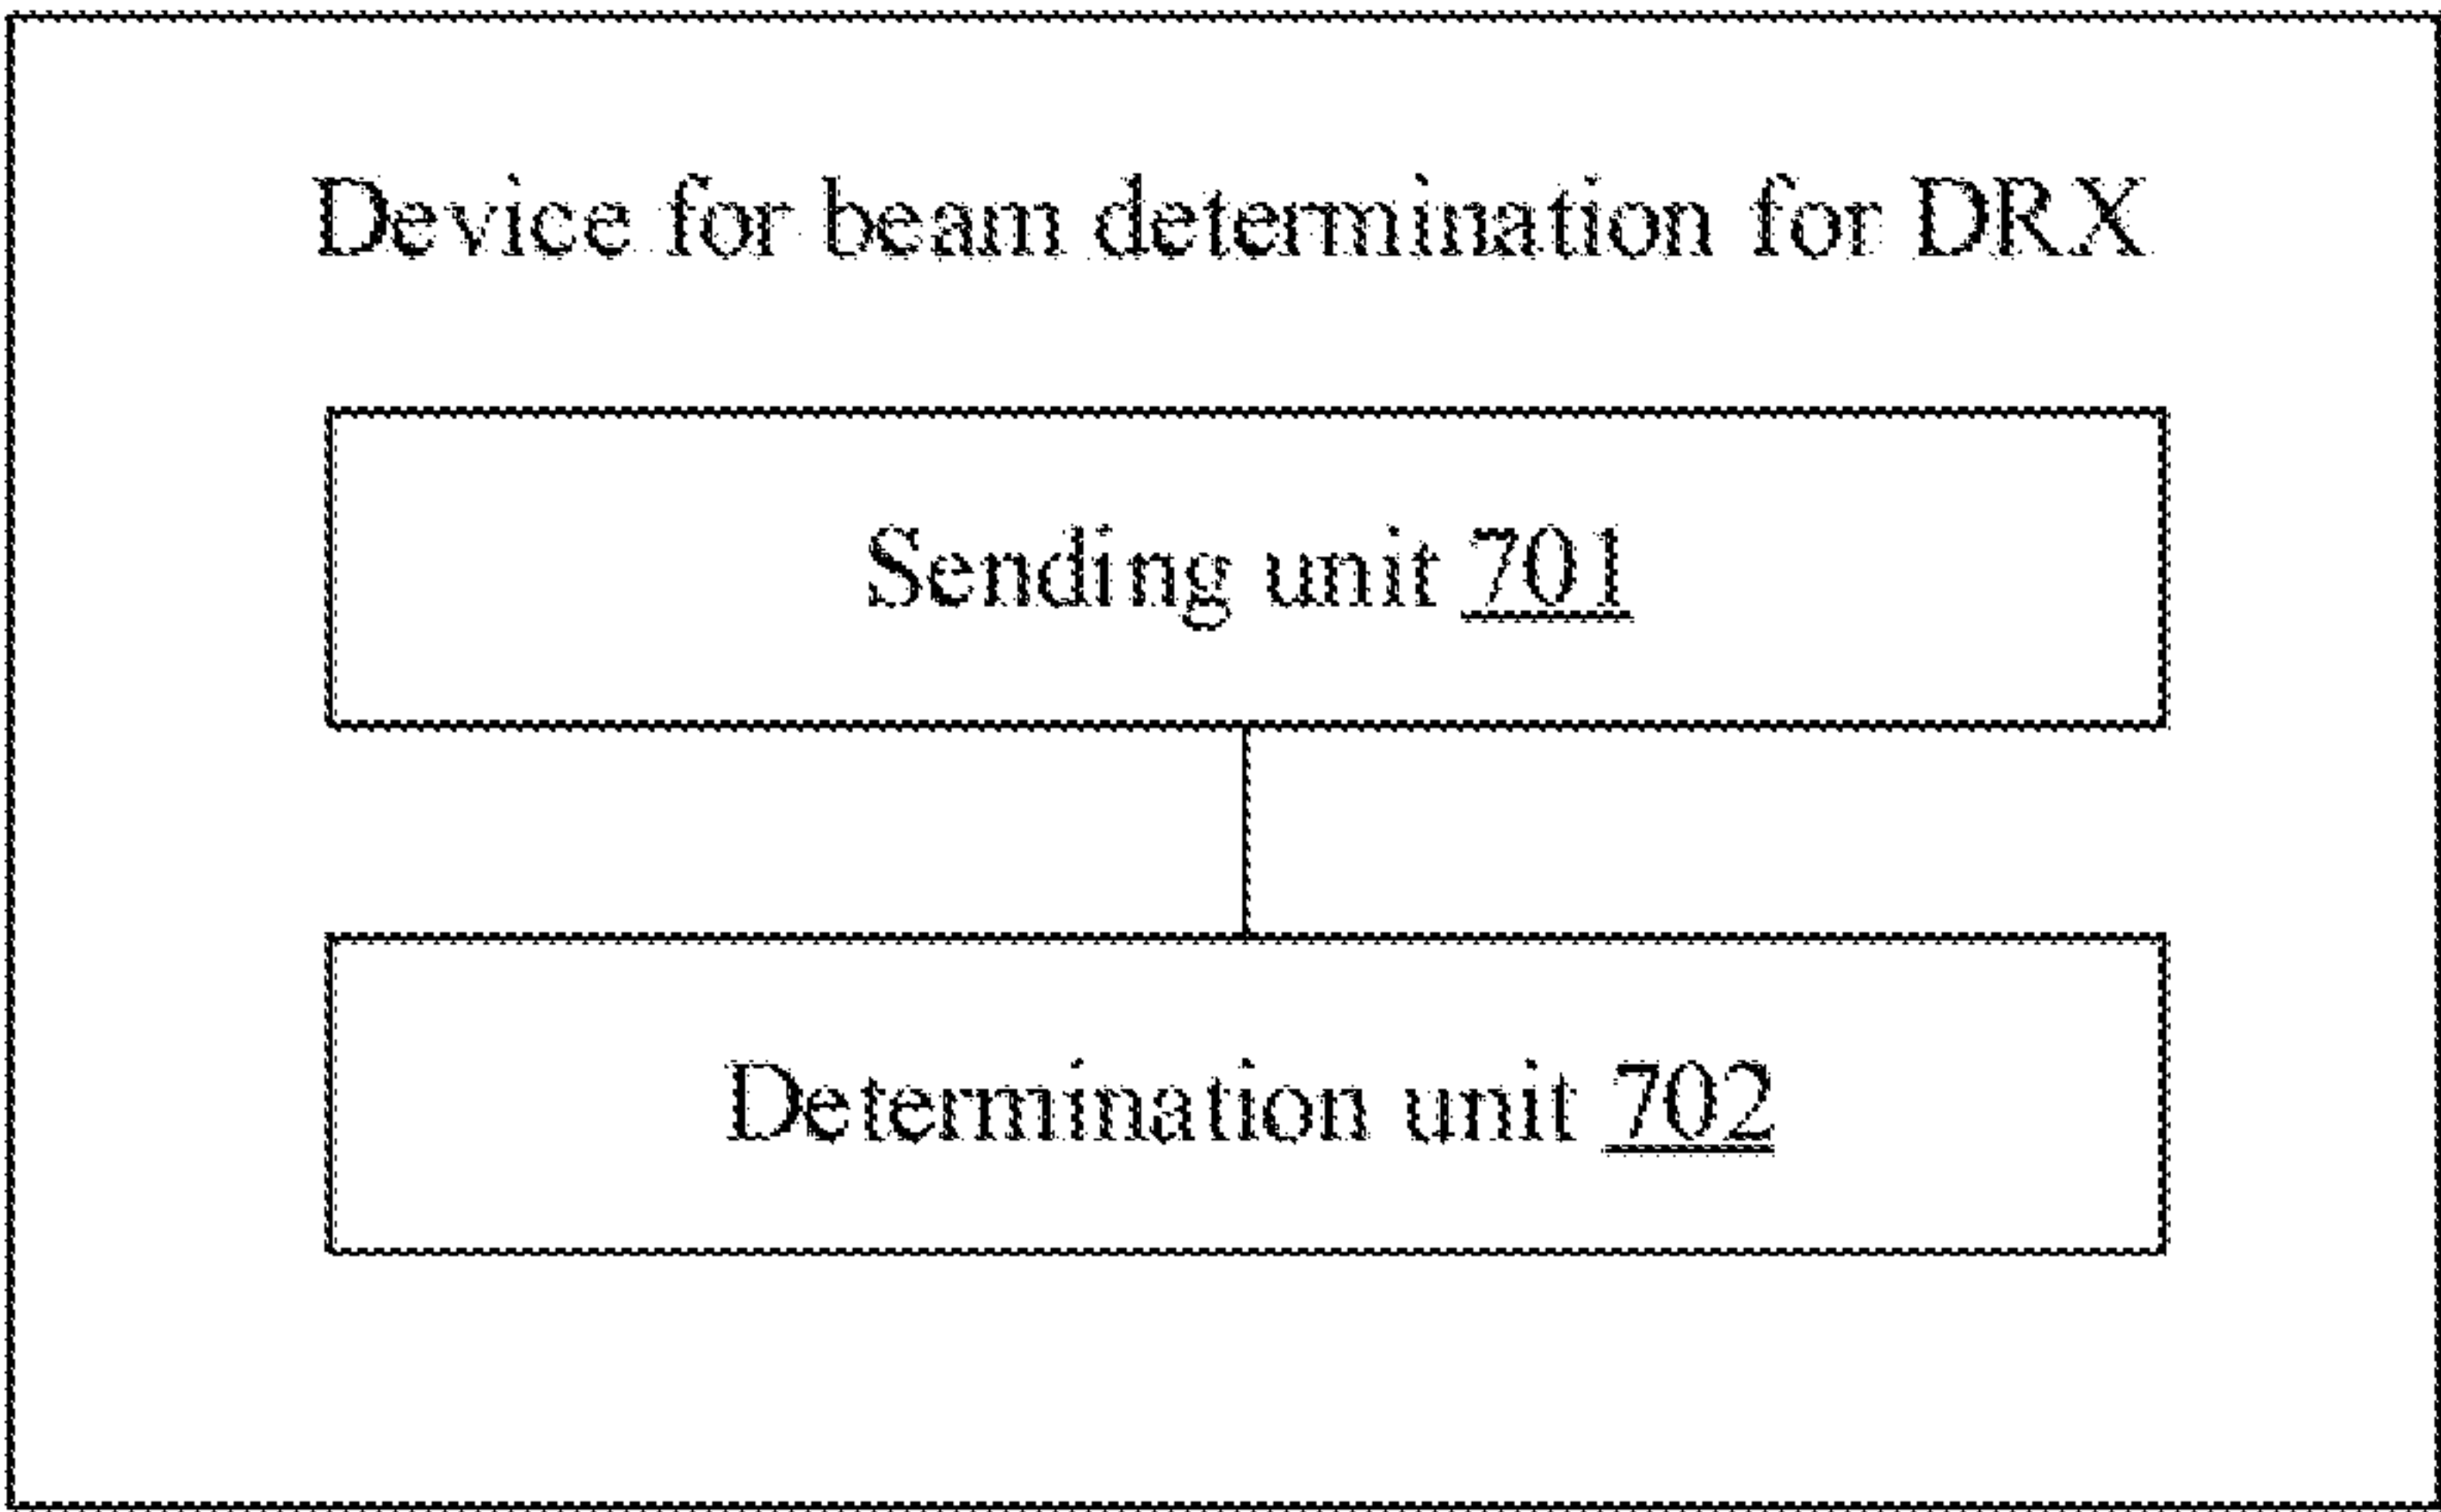 Device for beam determination for DRX
Sending unit 701
Determination unit 702